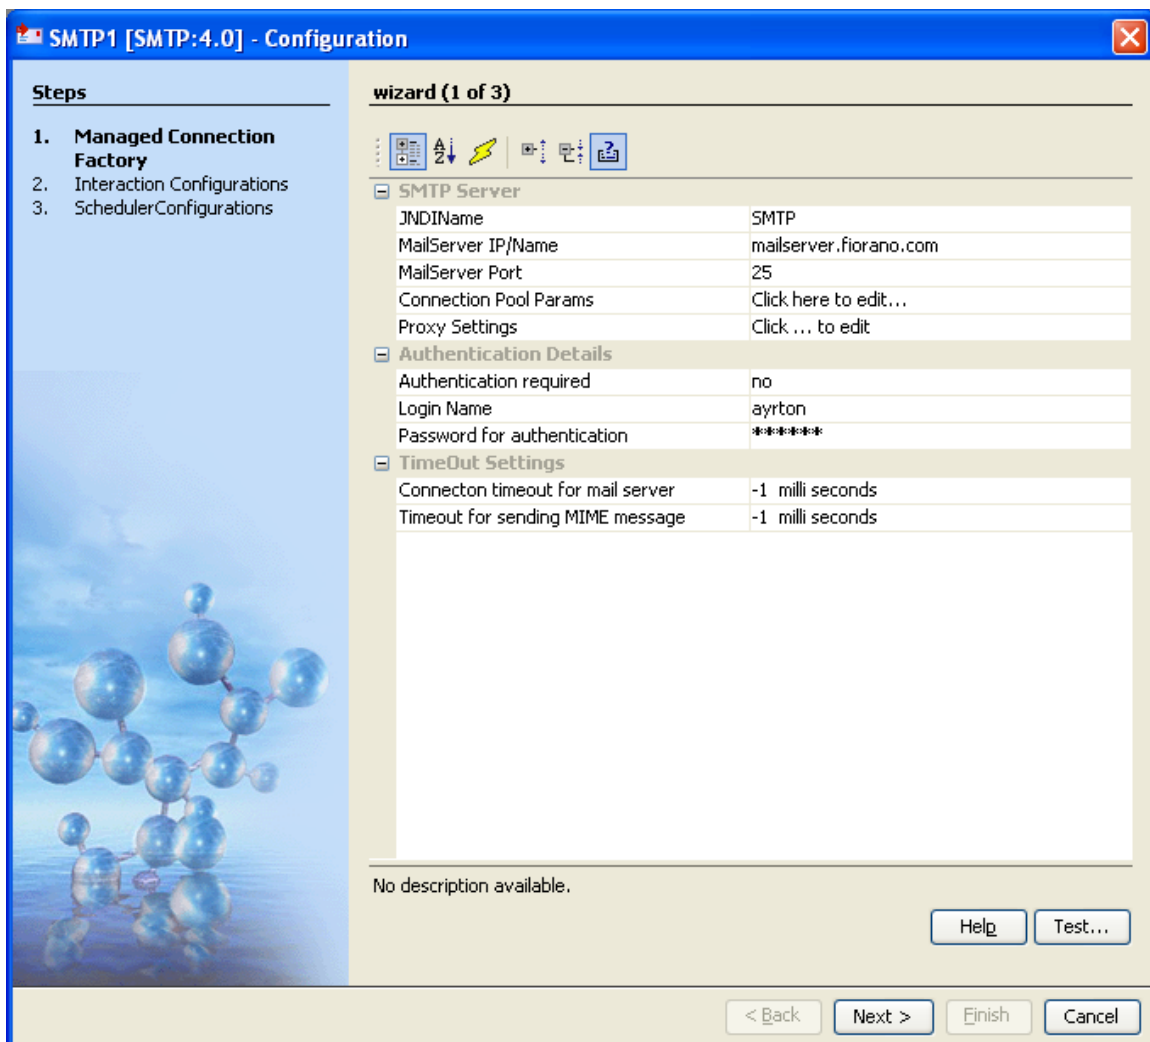 SMTP1 [SMTP:4.0] - Configuration
Steps
1. Managed Connection
Factory
2. Interaction Configurations
3. SchedulerConfigurations
wizard (1 of 3)
SMTP Server
JNDIName SMTP
MailServer IP/Name mailserver.fiorano.com
MailServer Port 25
Connection Pool Params Click here to edit...
Proxy Settings Click ... to edit
Authentication Details
Authentication required no
Login Name ayrton
Password for authentication ******
TimeOut Settings
Connecton timeout for mail server -1 milli seconds
Timeout for sending MIME message -1 milli seconds
No description available.
Help Test...
< Back Next > Finish Cancel